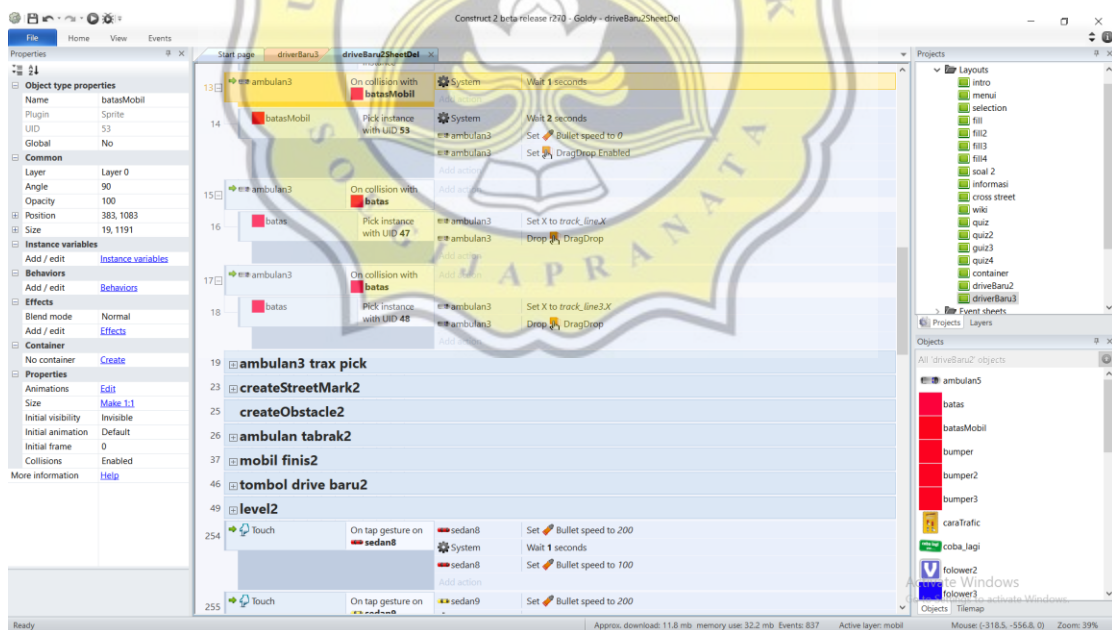 Construct 2 beta release r270 - Goldy - driveBaru2SheetDel
File Home View Events
Properties
Object type properties
Name batasMobil
Plugin Sprite
UID 53
Global No
Common
Layer Layer 0
Angle 90
Opacity 100
Position 383, 1083
Size 19, 1191
Instance variables
Add / edit Instance variables
Behaviors
Add / edit Behaviors
Effects
Blend mode Normal
Add / edit Effects
Container
No container Create
Properties
Animations Edit
Size Make 1:1
Initial visibility Invisible
Initial animation Default
Initial frame 0
Collisions Enabled
More information Help
Start page driverBaru3 driveBaru2SheetDel ×
13 ambulan3 On collision with batasMobil System Wait 1 seconds
Add action
14 batasMobil Pick instance with UID 53 System Wait 2 seconds
ambulan3 Set Bullet speed to 0
ambulan3 Set DragDrop Enabled
Add action
15 ambulan3 On collision with batas Add action
16 batas Pick instance with UID 47 ambulan3 Set X to track_line.X
ambulan3 Drop DragDrop
Add action
17 ambulan3 On collision with batas Add action
18 batas Pick instance with UID 48 ambulan3 Set X to track_line3.X
ambulan3 Drop DragDrop
Add action
19 ambulan3 trax pick
23 createStreetMark2
25 createObstacle2
26 ambulan tabrak2
37 mobil finis2
46 tombol drive baru2
49 level2
254 Touch On tap gesture on sedan8 sedan8 Set Bullet speed to 200
System Wait 1 seconds
sedan8 Set Bullet speed to 100
Add action
255 Touch On tap gesture on sedan9 sedan9 Set Bullet speed to 200
SOEGIJAPRANATA
Projects
Layouts
intro
menui
selection
fill
fill2
fill3
fill4
soal 2
informasi
cross street
wiki
quiz
quiz2
quiz3
quiz4
container
driveBaru2
driverBaru3
Event sheets
Projects Layers
Objects
All 'driveBaru2' objects
ambulan5
batas
batasMobil
bumper
bumper2
bumper3
caraTrafic
coba_lagi
folower2
folower3
Objects Tilemap
Activate Windows
Go to Settings to activate Windows.
Ready Approx. download: 11.8 mb memory use: 32.2 mb Events: 837 Active layer: mobil Mouse: (-318.5, -556.8, 0) Zoom: 39%